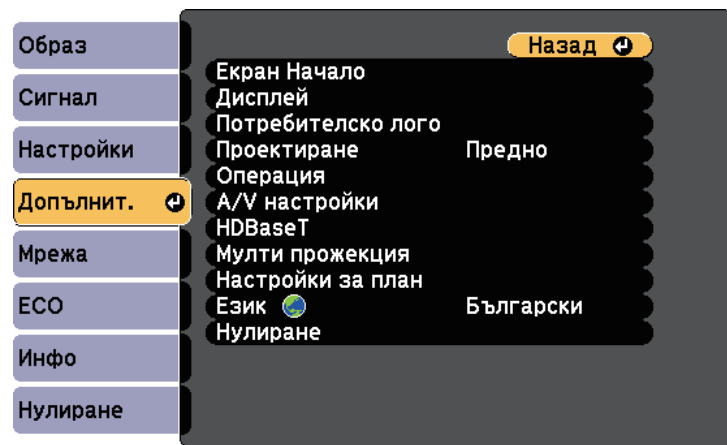 Образ
Сигнал
Настройки
Допълнит.
Мрежа
ECO
Инфо
Нулиране
Назад
Екран Начало
Дисплей
Потребителско лого
Проектиране Предно
Операция
A/V настройки
HDBaseT
Мулти прожекция
Настройки за план
Език Български
Нулиране